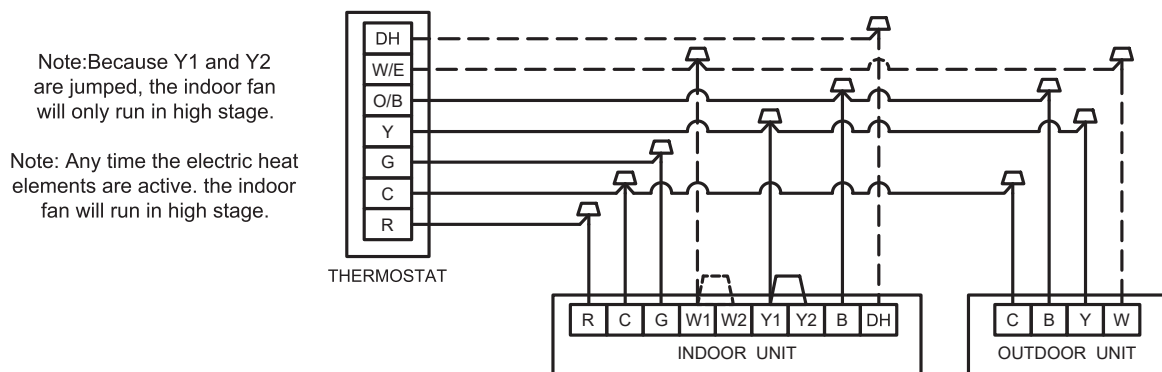 Note:Because Y1 and Y2
are jumped, the indoor fan
will only run in high stage.
Note: Any time the electric heat
elements are active. the indoor
fan will run in high stage.
DH
W/E
O/B
Y
G
C
R
THERMOSTAT
R C G W1 W2 Y1 Y2 B DH
INDOOR UNIT
C B Y W
OUTDOOR UNIT